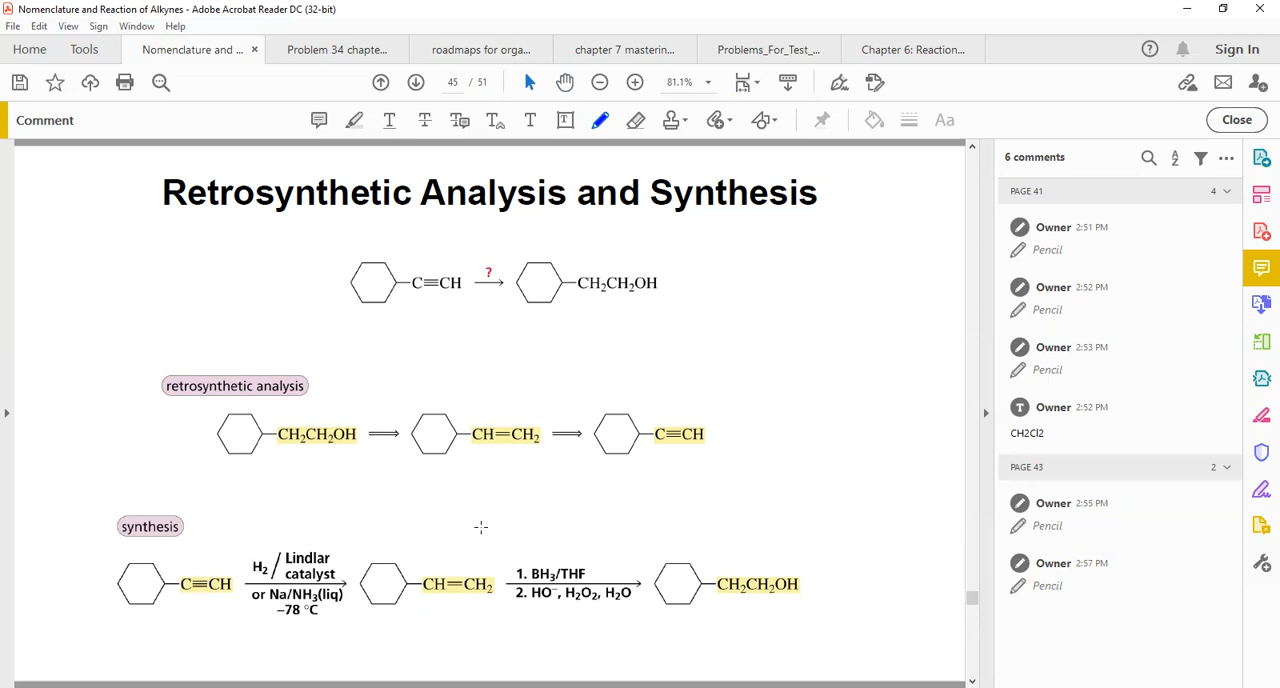 Nomenclature and Reaction of Alkynes - Adobe Acrobat Reader DC (32-bit)
File Edit View Sign Window Help
Home Tools Nomenclature and ... × Problem 34 chapte... roadmaps for orga... chapter 7 masterin... Problems_For_Test_... Chapter 6: Reaction... Sign In
45 / 51 81.1%
Comment Close
6 comments
PAGE 41 4
Owner 2:51 PM
Pencil
Owner 2:52 PM
Pencil
Owner 2:53 PM
Pencil
Owner 2:52 PM
CH2Cl2
PAGE 43 2
Owner 2:55 PM
Pencil
Owner 2:57 PM
Pencil
Retrosynthetic Analysis and Synthesis
C≡CH ? CH₂CH₂OH
retrosynthetic analysis
CH₂CH₂OH ⟹ CH=CH₂ ⟹ C≡CH
synthesis
C≡CH H₂ / Lindlar catalyst or Na/NH₃(liq) −78 °C CH=CH₂ 1. BH₃/THF 2. HO⁻, H₂O₂, H₂O CH₂CH₂OH